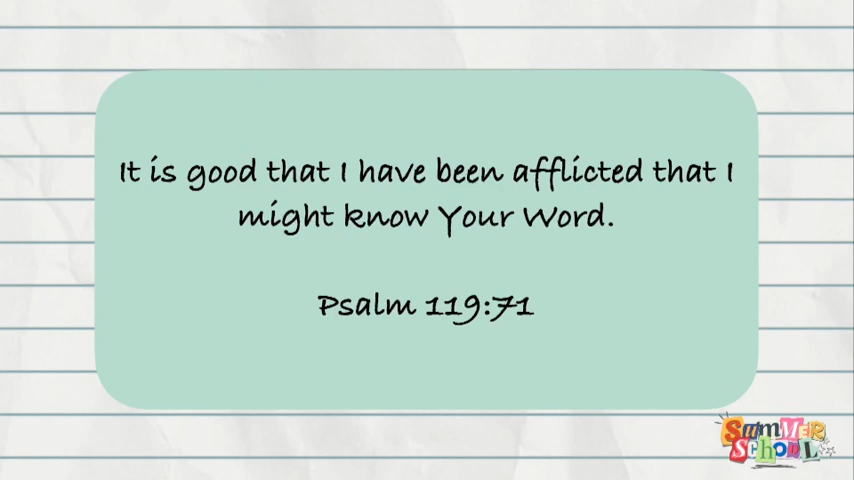 It is good that I have been afflicted that I
might know Your Word.
Psalm 119:71
SUMMER
SCHOOL